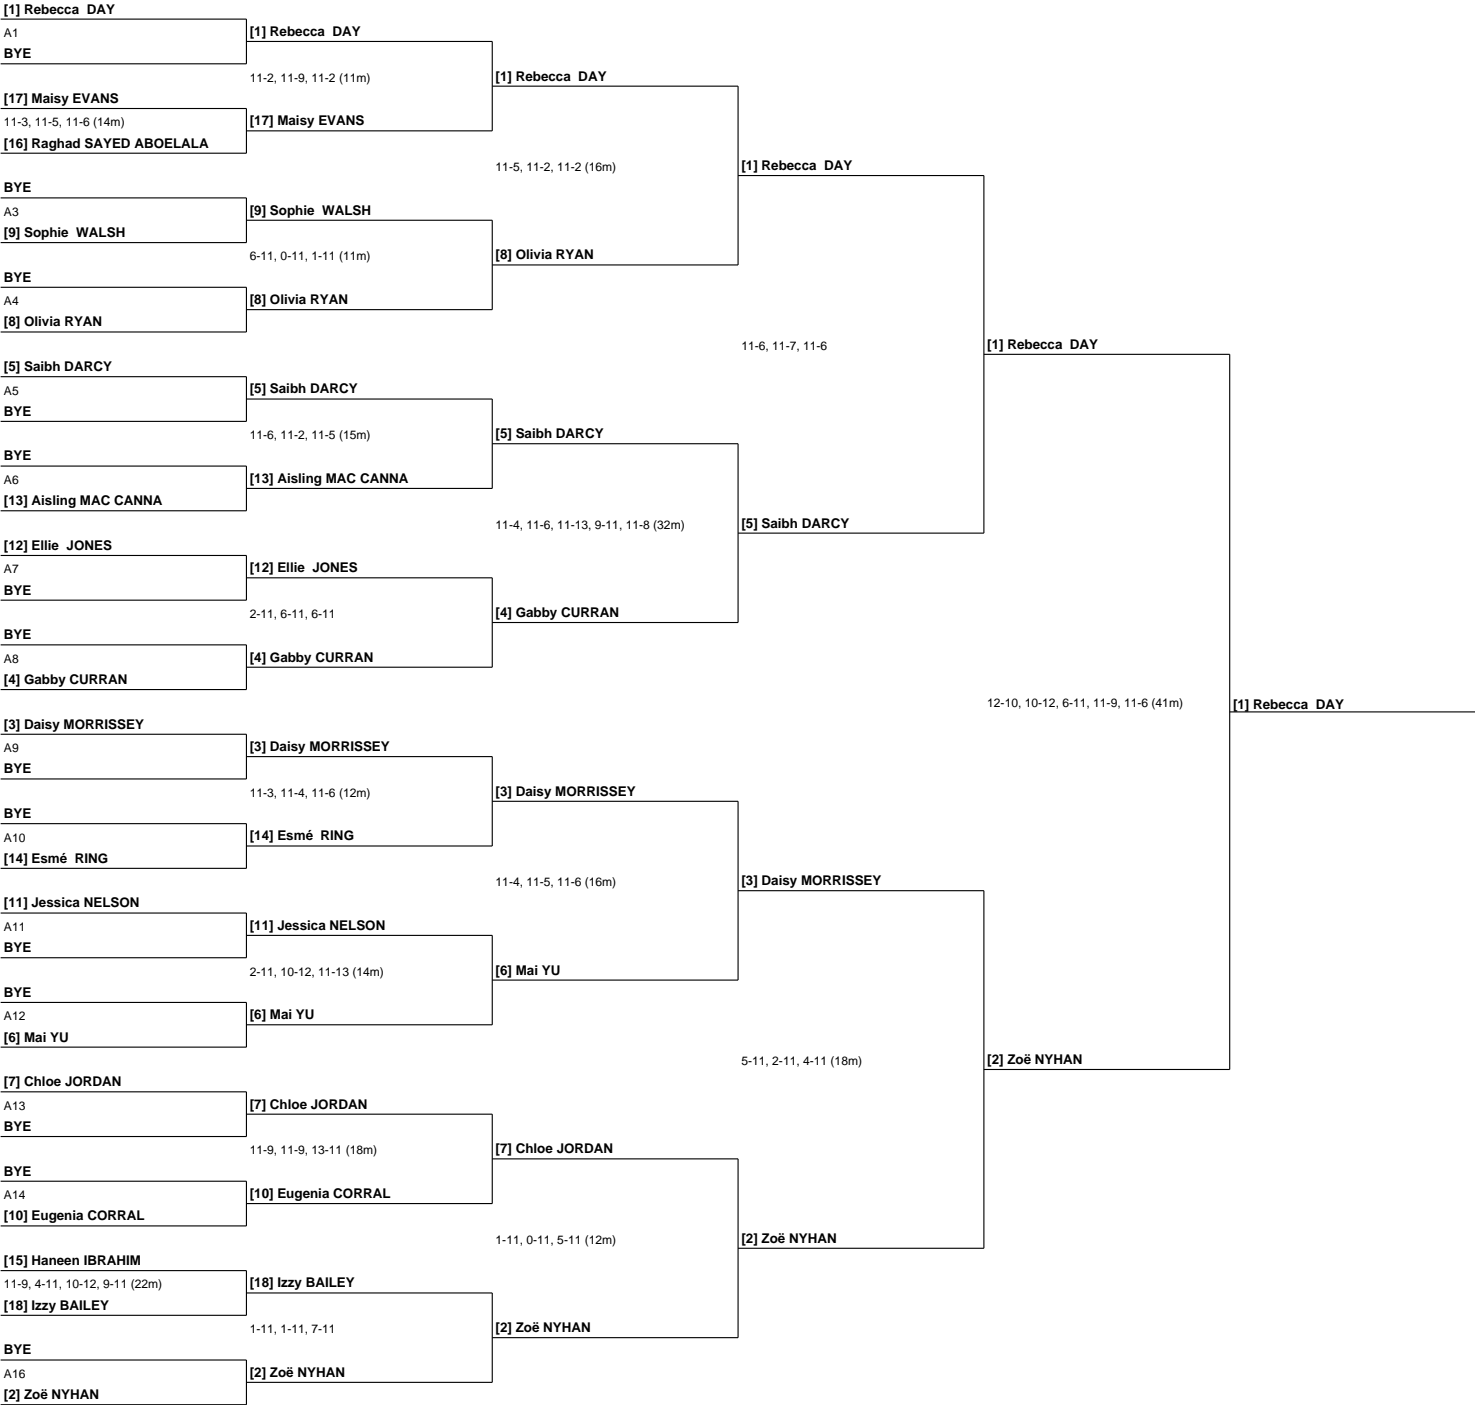 [1] Rebecca  DAY
A1
BYE
[17] Maisy EVANS
11-3, 11-5, 11-6 (14m)
[16] Raghad SAYED ABOELALA
BYE
A3
[9] Sophie  WALSH
BYE
A4
[8] Olivia RYAN
[5] Saibh DARCY
A5
BYE
BYE
A6
[13] Aisling MAC CANNA
[12] Ellie  JONES
A7
BYE
BYE
A8
[4] Gabby CURRAN
[3] Daisy MORRISSEY
A9
BYE
BYE
A10
[14] Esmé  RING
[11] Jessica NELSON
A11
BYE
BYE
A12
[6] Mai YU
[7] Chloe JORDAN
A13
BYE
BYE
A14
[10] Eugenia CORRAL
[15] Haneen IBRAHIM
11-9, 4-11, 10-12, 9-11 (22m)
[18] Izzy BAILEY
BYE
A16
[2] Zoë NYHAN
[1] Rebecca  DAY
11-2, 11-9, 11-2 (11m)
[17] Maisy EVANS
[9] Sophie  WALSH
6-11, 0-11, 1-11 (11m)
[8] Olivia RYAN
[5] Saibh DARCY
11-6, 11-2, 11-5 (15m)
[13] Aisling MAC CANNA
[12] Ellie  JONES
2-11, 6-11, 6-11
[4] Gabby CURRAN
[3] Daisy MORRISSEY
11-3, 11-4, 11-6 (12m)
[14] Esmé  RING
[11] Jessica NELSON
2-11, 10-12, 11-13 (14m)
[6] Mai YU
[7] Chloe JORDAN
11-9, 11-9, 13-11 (18m)
[10] Eugenia CORRAL
[18] Izzy BAILEY
1-11, 1-11, 7-11
[2] Zoë NYHAN
[1] Rebecca  DAY
11-5, 11-2, 11-2 (16m)
[8] Olivia RYAN
[5] Saibh DARCY
11-4, 11-6, 11-13, 9-11, 11-8 (32m)
[4] Gabby CURRAN
[3] Daisy MORRISSEY
11-4, 11-5, 11-6 (16m)
[6] Mai YU
[7] Chloe JORDAN
1-11, 0-11, 5-11 (12m)
[2] Zoë NYHAN
[1] Rebecca  DAY
11-6, 11-7, 11-6
[5] Saibh DARCY
[3] Daisy MORRISSEY
5-11, 2-11, 4-11 (18m)
[2] Zoë NYHAN
[1] Rebecca  DAY
12-10, 10-12, 6-11, 11-9, 11-6 (41m)
[2] Zoë NYHAN
[1] Rebecca  DAY